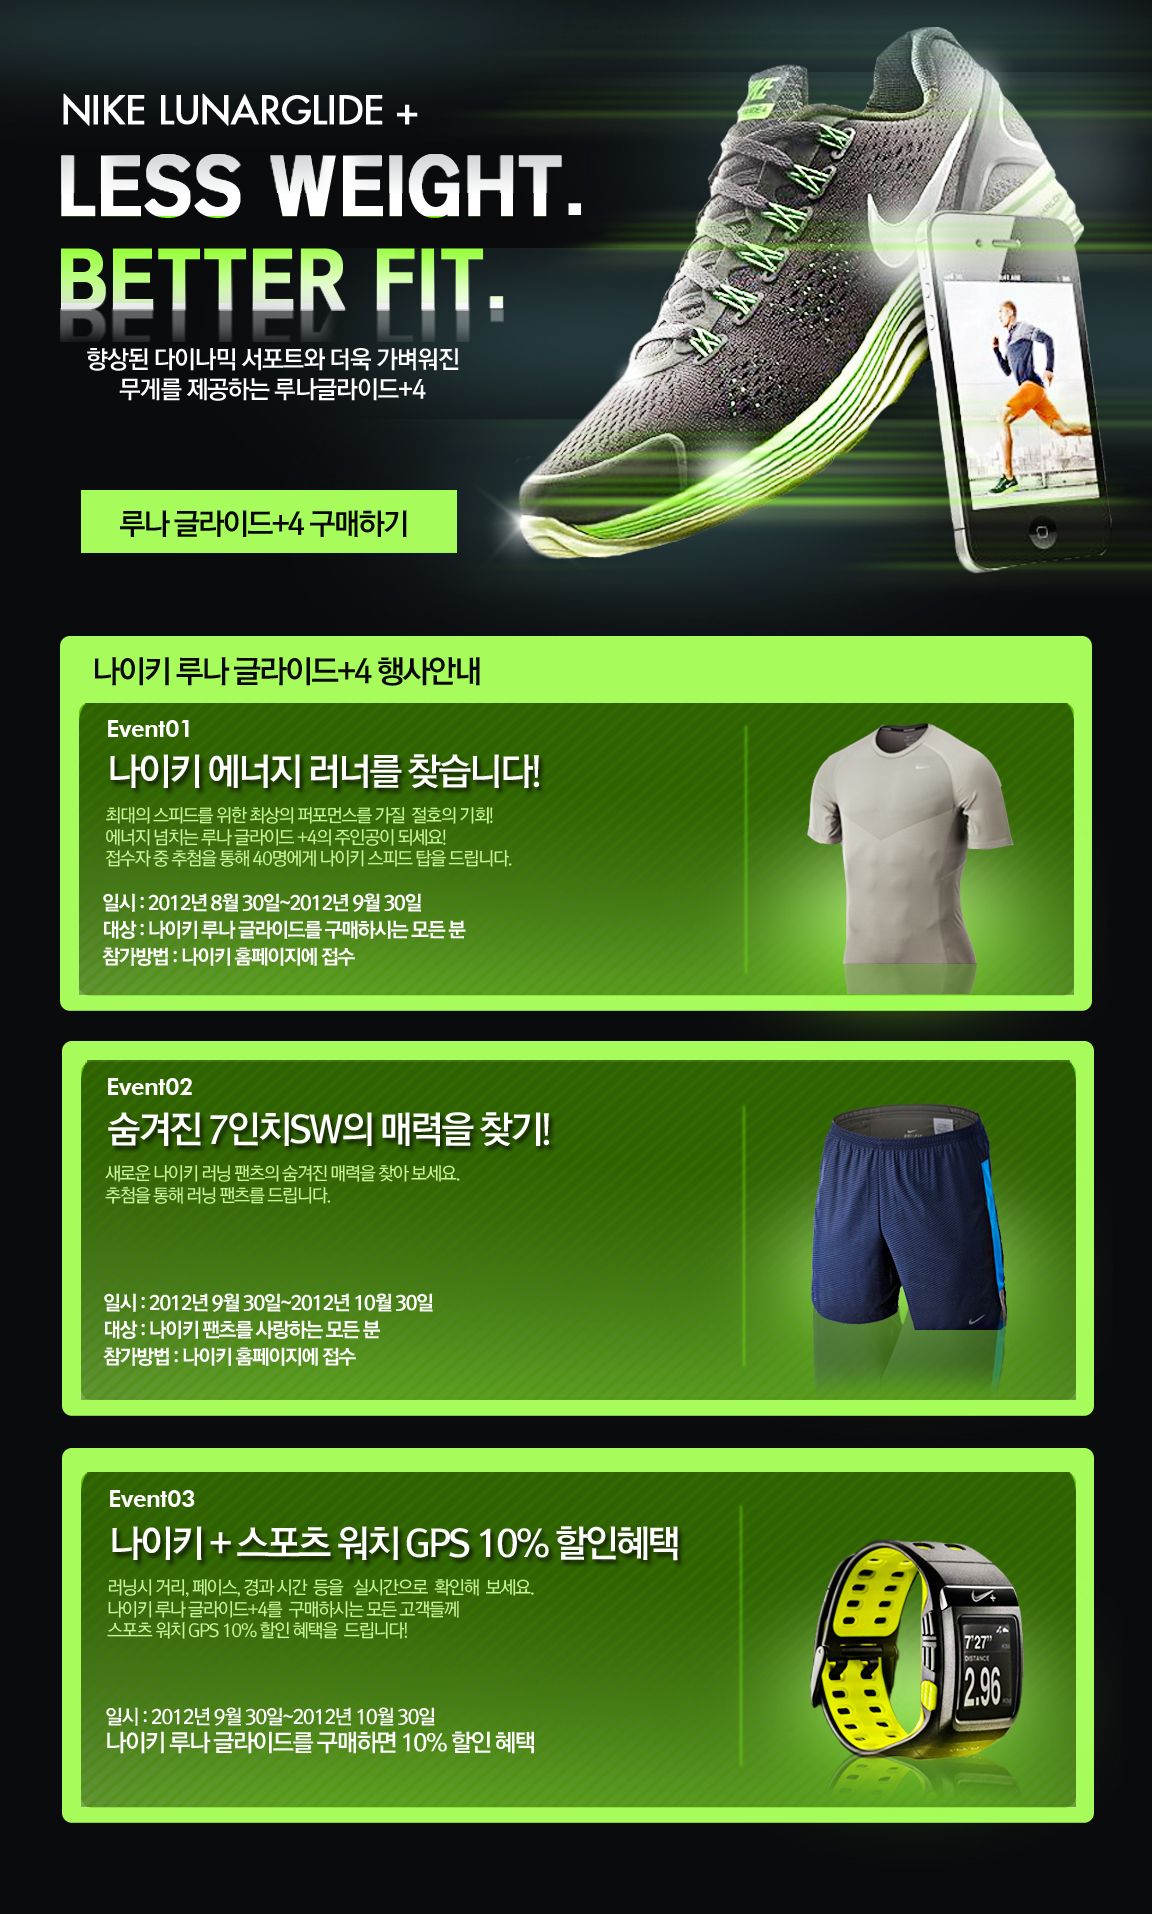 NIKE LUNARGLIDE +
LESS WEIGHT.
BETTER FIT.
향상된 다이나믹 서포트와 더욱 가벼워진
무게를 제공하는 루나글라이드+4
루나 글라이드+4 구매하기
NIKE
나이키 루나 글라이드+4 행사안내
Event01
나이키 에너지 러너를 찾습니다!
최대의 스피드를 위한 최상의 퍼포먼스를 가질 절호의 기회!
에너지 넘치는 루나 글라이드 +4의 주인공이 되세요!
접수자 중 추첨을 통해 40명에게 나이키 스피드 탑을 드립니다.
일시 : 2012년 8월 30일~2012년 9월 30일
대상 : 나이키 루나 글라이드를 구매하시는 모든 분
참가방법 : 나이키 홈페이지에 접수
Event02
숨겨진 7인치SW의 매력을 찾기!
새로운 나이키 러닝 팬츠의 숨겨진 매력을 찾아 보세요.
추첨을 통해 러닝 팬츠를 드립니다.
일시 : 2012년 9월 30일~2012년 10월 30일
대상 : 나이키 팬츠를 사랑하는 모든 분
참가방법 : 나이키 홈페이지에 접수
Event03
나이키 + 스포츠 워치 GPS 10% 할인혜택
러닝시 거리, 페이스, 경과 시간 등을 실시간으로 확인해 보세요.
나이키 루나 글라이드+4를 구매하시는 모든 고객들께
스포츠 워치 GPS 10% 할인 혜택을 드립니다!
일시 : 2012년 9월 30일~2012년 10월 30일
나이키 루나 글라이드를 구매하면 10% 할인 혜택
7'27"
DISTANCE
2.96